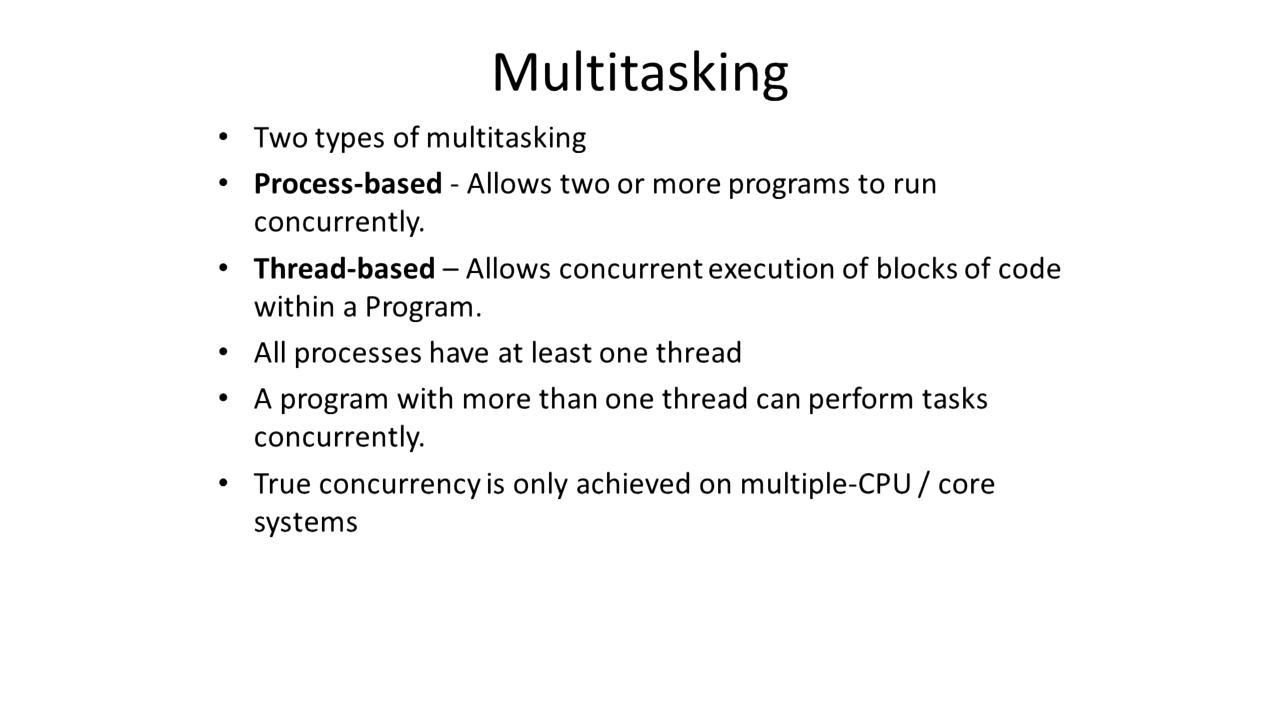 Multitasking
• Two types of multitasking
• Process-based - Allows two or more programs to run
concurrently.
• Thread-based – Allows concurrent execution of blocks of code
within a Program.
• All processes have at least one thread
• A program with more than one thread can perform tasks
concurrently.
• True concurrency is only achieved on multiple-CPU / core
systems